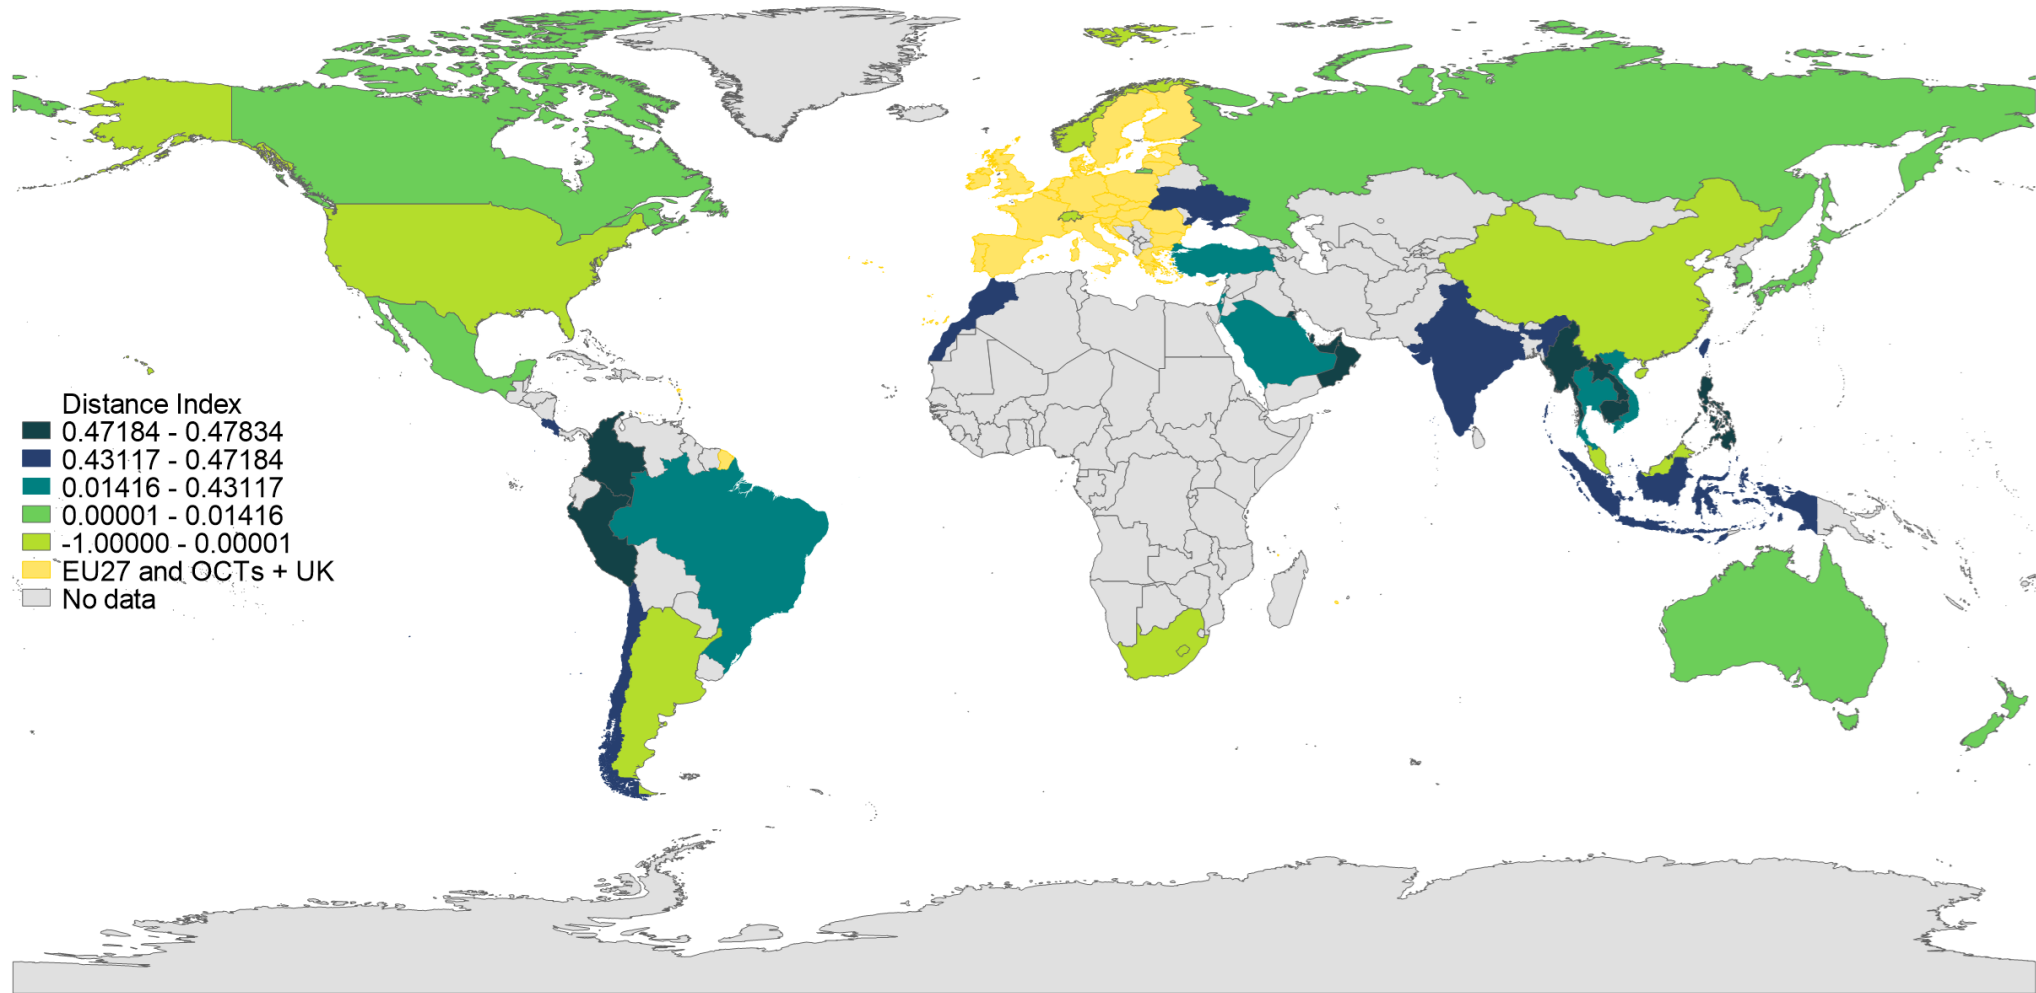 Distance Index
0.47184 - 0.47834
0.43117 - 0.47184
0.01416 - 0.43117
0.00001 - 0.01416
-1.00000 - 0.00001
EU27 and OCTs + UK
No data